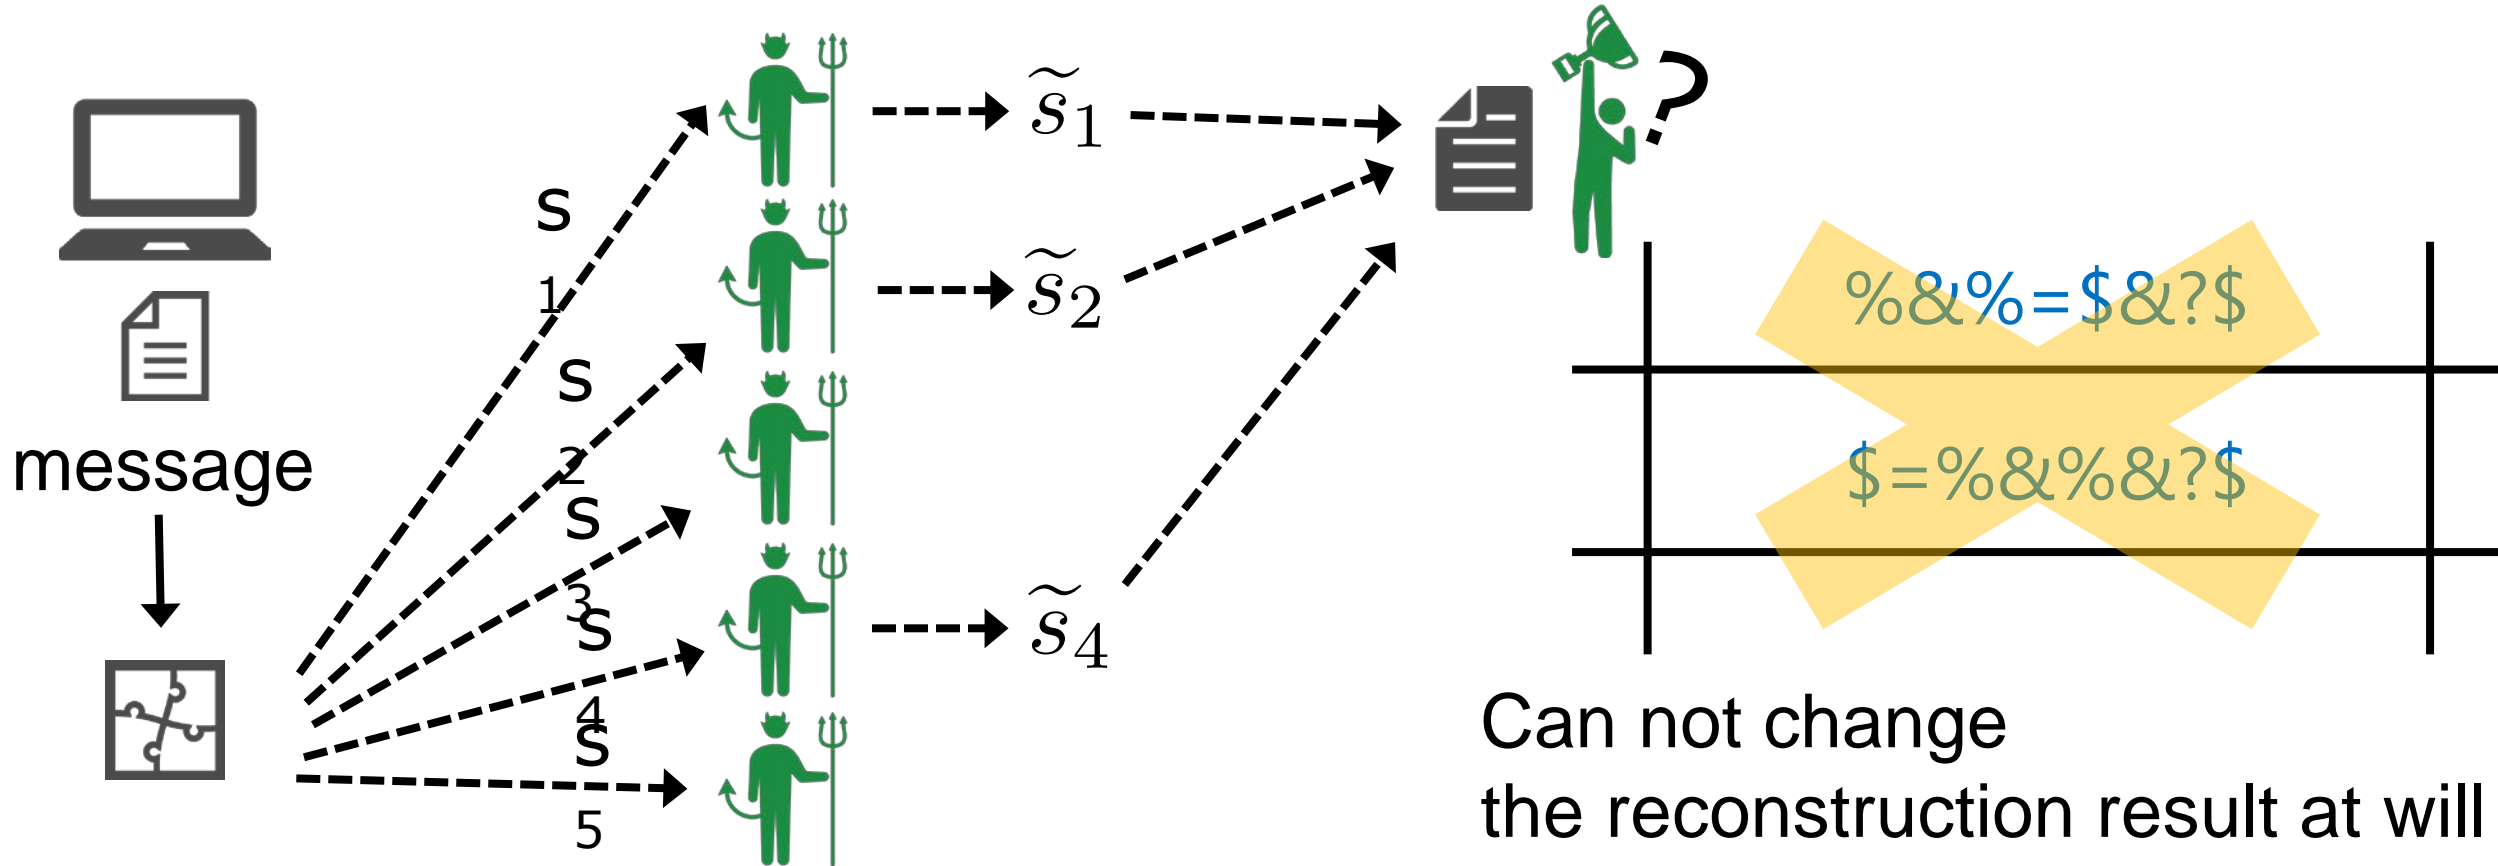 message
s
1
s
2
s
3
s
4
s
5
s̃1
s̃2
s̃4
?
%&%=$&?$
$=%&%&?$
Can not change
the reconstruction result at will